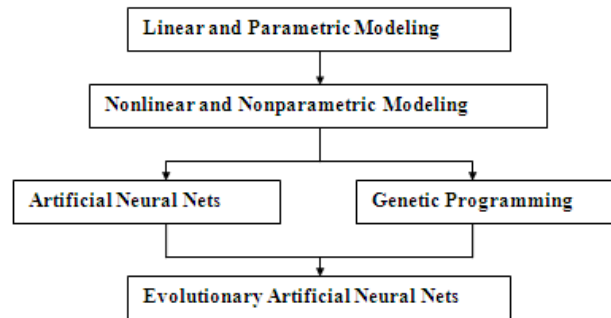 Linear and Parametric Modeling
Nonlinear and Nonparametric Modeling
Artificial Neural Nets
Genetic Programming
Evolutionary Artificial Neural Nets